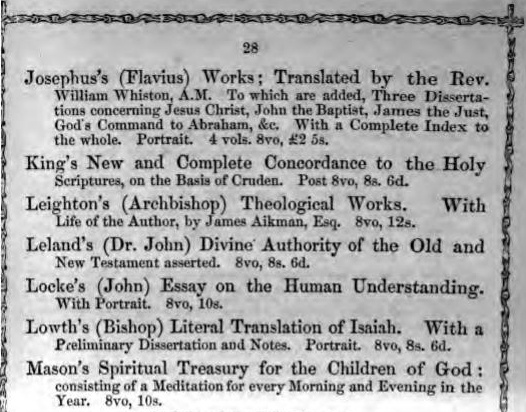 28
Josephus's (Flavius) Works; Translated by the Rev.
William Whiston, A.M. To which are added, Three Disserta-
tions concerning Jesus Christ, John the Baptist, James the Just,
God's Command to Abraham, &c. With a Complete Index to
the whole. Portrait. 4 vols. 8vo, £2 5s.
King's New and Complete Concordance to the Holy
Scriptures, on the Basis of Cruden. Post 8vo, 8s. 6d.
Leighton's (Archbishop) Theological Works. With
Life of the Author, by James Aikman, Esq. 8vo, 12s.
Leland's (Dr. John) Divine Authority of the Old and
New Testament asserted. 8vo, 8s. 6d.
Locke's (John) Essay on the Human Understanding.
With Portrait. 8vo, 10s.
Lowth's (Bishop) Literal Translation of Isaiah. With a
Preliminary Dissertation and Notes. Portrait. 8vo, 8s. 6d.
Mason's Spiritual Treasury for the Children of God:
consisting of a Meditation for every Morning and Evening in the
Year. 8vo, 10s.